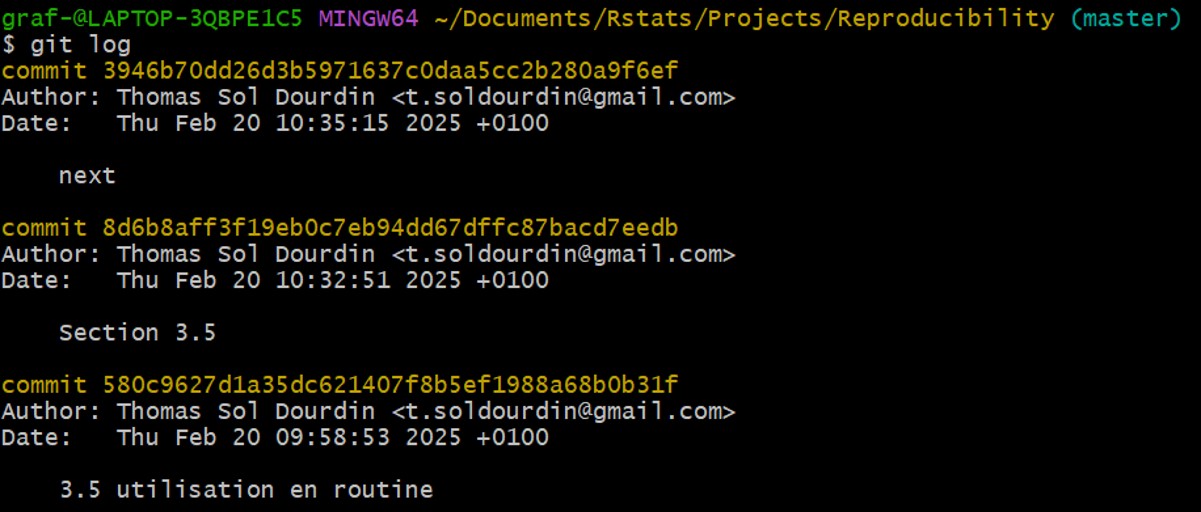 graf-@LAPTOP-3QBPE1C5 MINGW64 ~/Documents/Rstats/Projects/Reproducibility (master)
$ git log
commit 3946b70dd26d3b5971637c0daa5cc2b280a9f6ef
Author: Thomas Sol Dourdin <t.soldourdin@gmail.com>
Date:   Thu Feb 20 10:35:15 2025 +0100
next
commit 8d6b8aff3f19eb0c7eb94dd67dffc87bacd7eedb
Author: Thomas Sol Dourdin <t.soldourdin@gmail.com>
Date:   Thu Feb 20 10:32:51 2025 +0100
Section 3.5
commit 580c9627d1a35dc621407f8b5ef1988a68b0b31f
Author: Thomas Sol Dourdin <t.soldourdin@gmail.com>
Date:   Thu Feb 20 09:58:53 2025 +0100
3.5 utilisation en routine